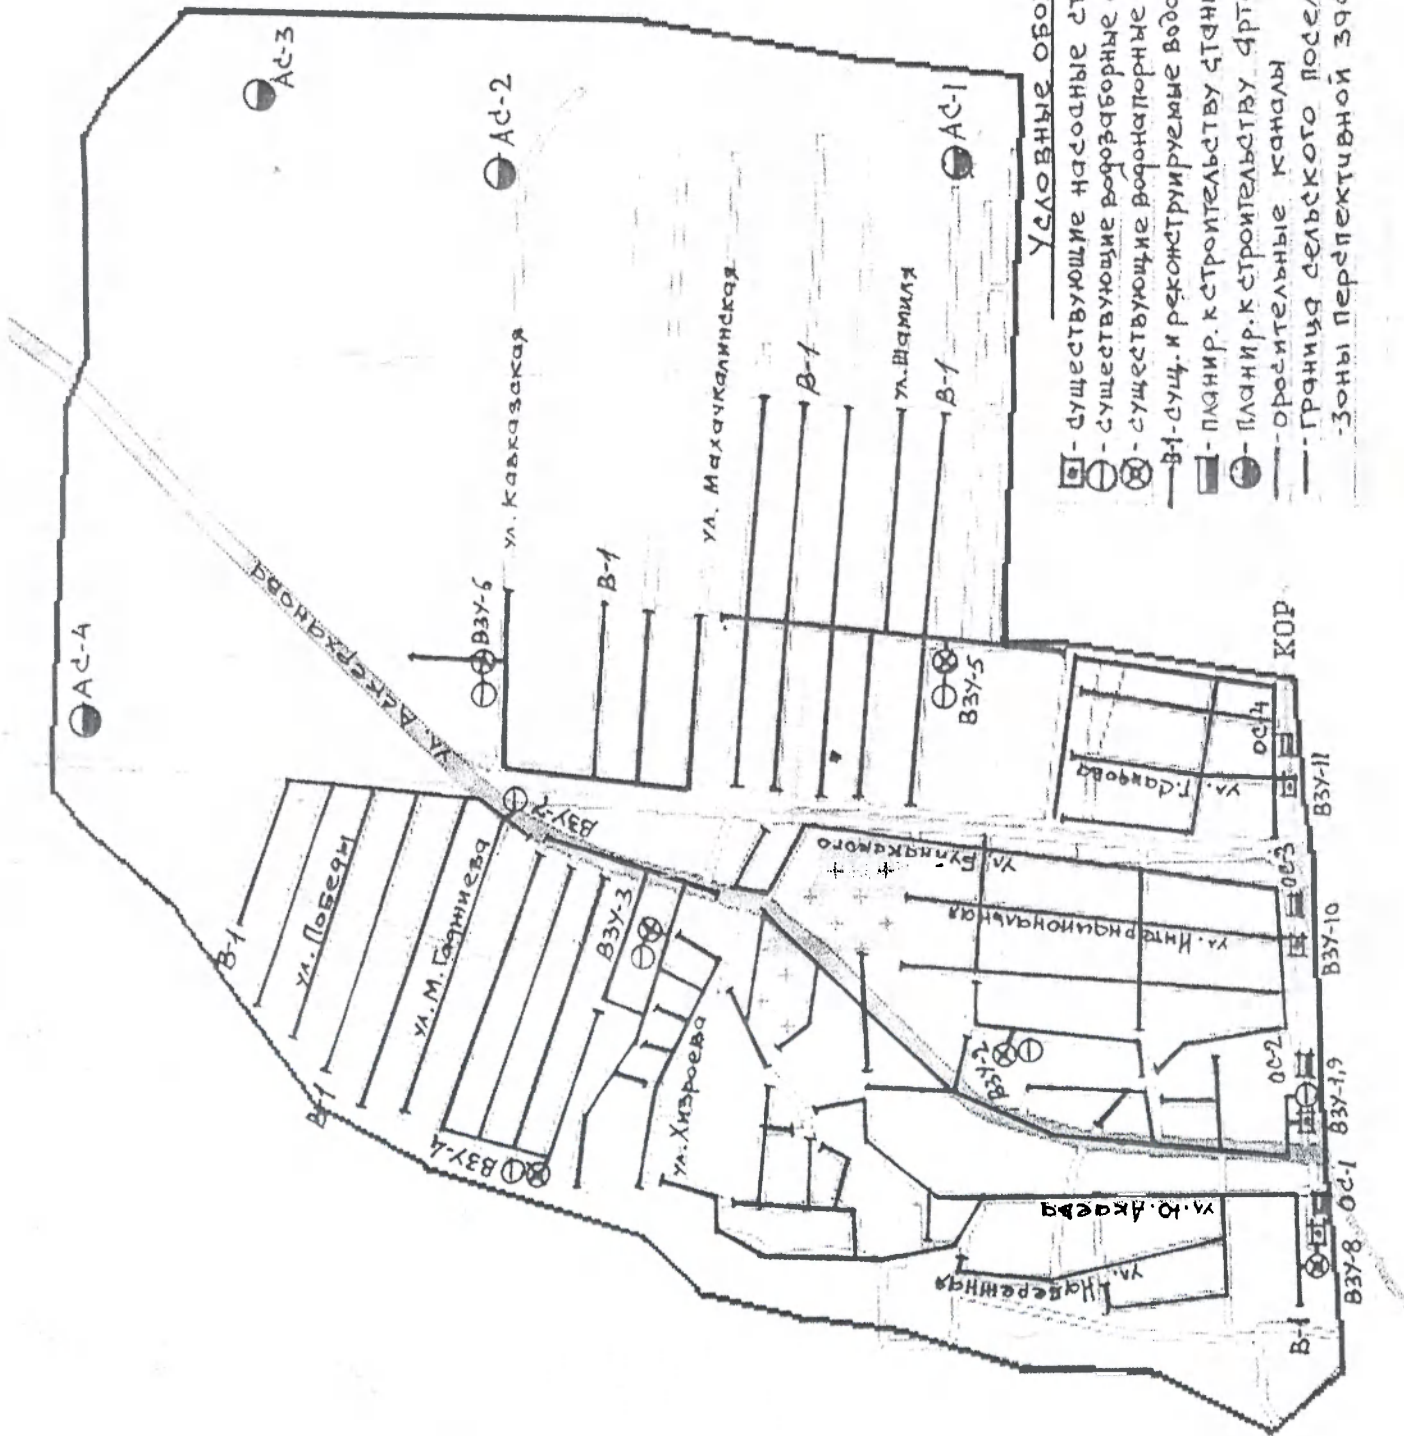 АС-3
АС-2
АС-1
АС-4
ул. Кавказская
ул. Махачкалинская
ул. Шамиля
В-1
В-1
В-1
ул. Аджерханова
ВЗУ-6
ВЗУ-5
ВЗУ-7
В-1
ул. Победы
В-1
ул. М. Гаджиева
ВЗУ-3
ВЗУ-4
ул. Хизроева
ул. Буйнакского
ул. Интернациональная
ул. Г. Саидова
ВЗУ-2
ул. Ю. Акаева
ул. Набережная
В-1
ВЗУ-8
ОС-1
ВЗУ-1,9
ОС-2
ВЗУ-10
ОС-3
ВЗУ-11
ОС-4
КОР
Условные обо
- существующие насосные ст
- существующие водозаборные
- существующие водонапорные
В-1 - сущ. и реконструируемые водо
- планир. к строительству стан
- планир. к строительству арт
- оросительные каналы
- граница сельского посел
- зоны перспективной